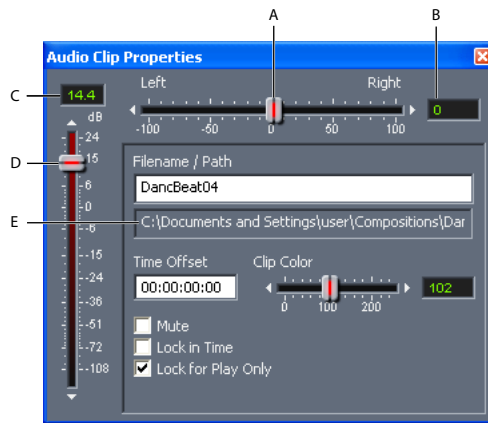 A
B
Audio Clip Properties
Left
Right
C
14.4
0
dB
-100
-50
0
50
100
24
D
15
Filename / Path
6
DancBeat04
0
E
-6
C:\Documents and Settings\user\Compositions\Dar
-15
Time Offset
Clip Color
-24
00:00:00:00
102
0
100
200
-36
-51
Mute
-72
Lock in Time
-108
Lock for Play Only